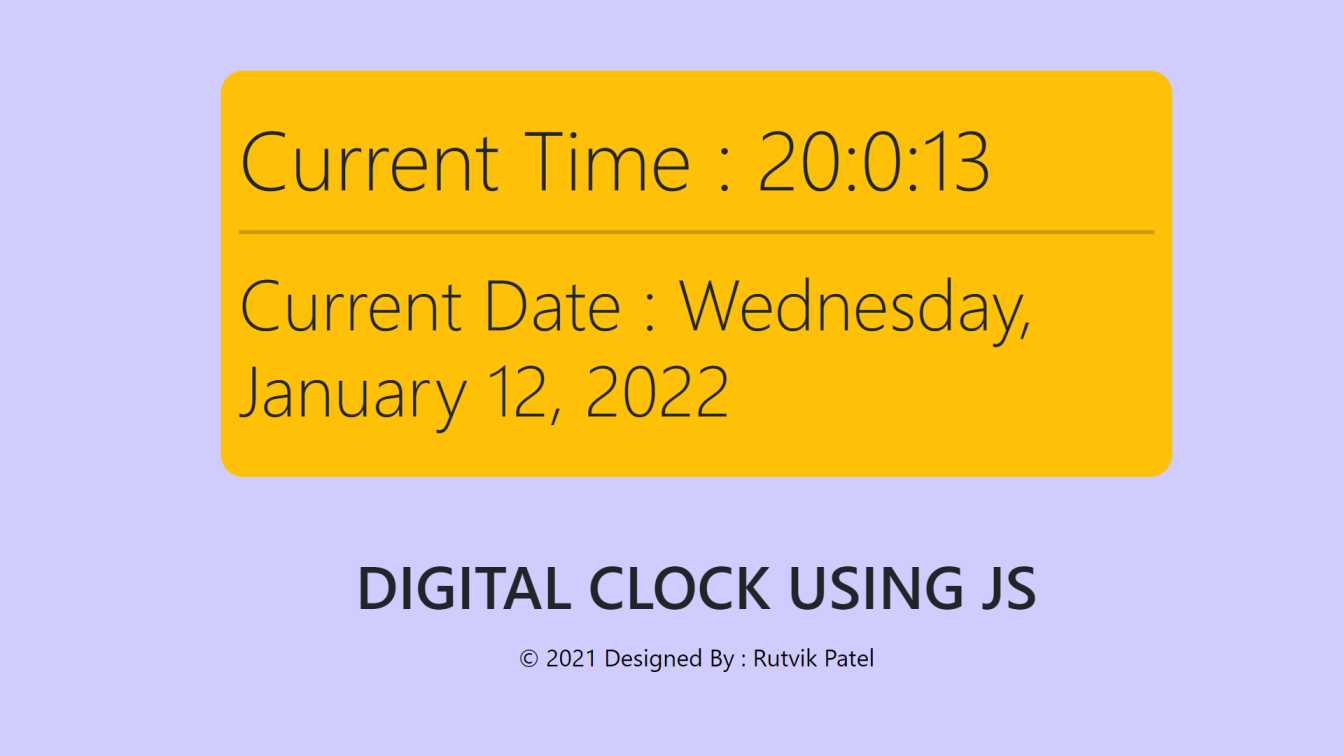 Current Time : 20:0:13
Current Date : Wednesday,
January 12, 2022
DIGITAL CLOCK USING JS
© 2021 Designed By : Rutvik Patel